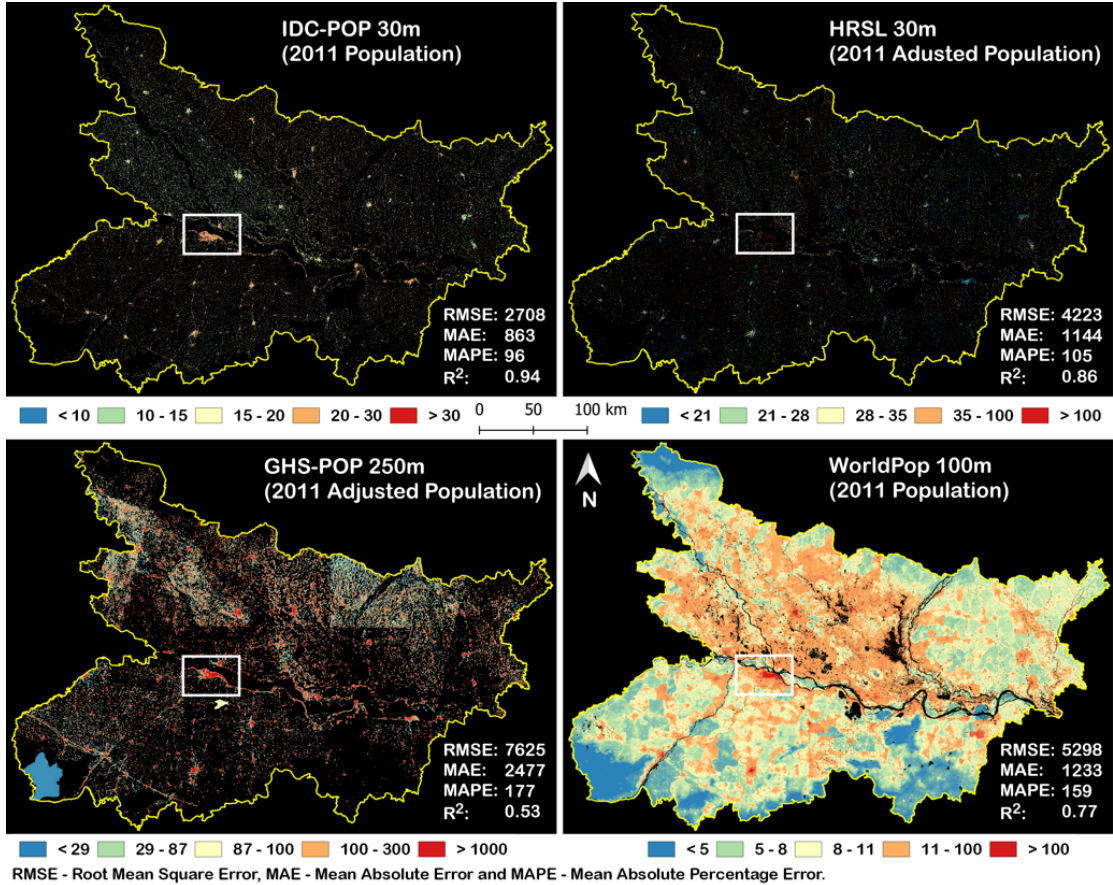 IDC-POP 30m
(2011 Population)
RMSE: 2708
MAE: 863
MAPE: 96
R²: 0.94
HRSL 30m
(2011 Adusted Population)
RMSE: 4223
MAE: 1144
MAPE: 105
R²: 0.86
< 10 10 - 15 15 - 20 20 - 30 > 30
0 50 100 km
< 21 21 - 28 28 - 35 35 - 100 > 100
GHS-POP 250m
(2011 Adjusted Population)
RMSE: 7625
MAE: 2477
MAPE: 177
R²: 0.53
N
WorldPop 100m
(2011 Population)
RMSE: 5298
MAE: 1233
MAPE: 159
R²: 0.77
< 29 29 - 87 87 - 100 100 - 300 > 1000
< 5 5 - 8 8 - 11 11 - 100 > 100
RMSE - Root Mean Square Error, MAE - Mean Absolute Error and MAPE - Mean Absolute Percentage Error.